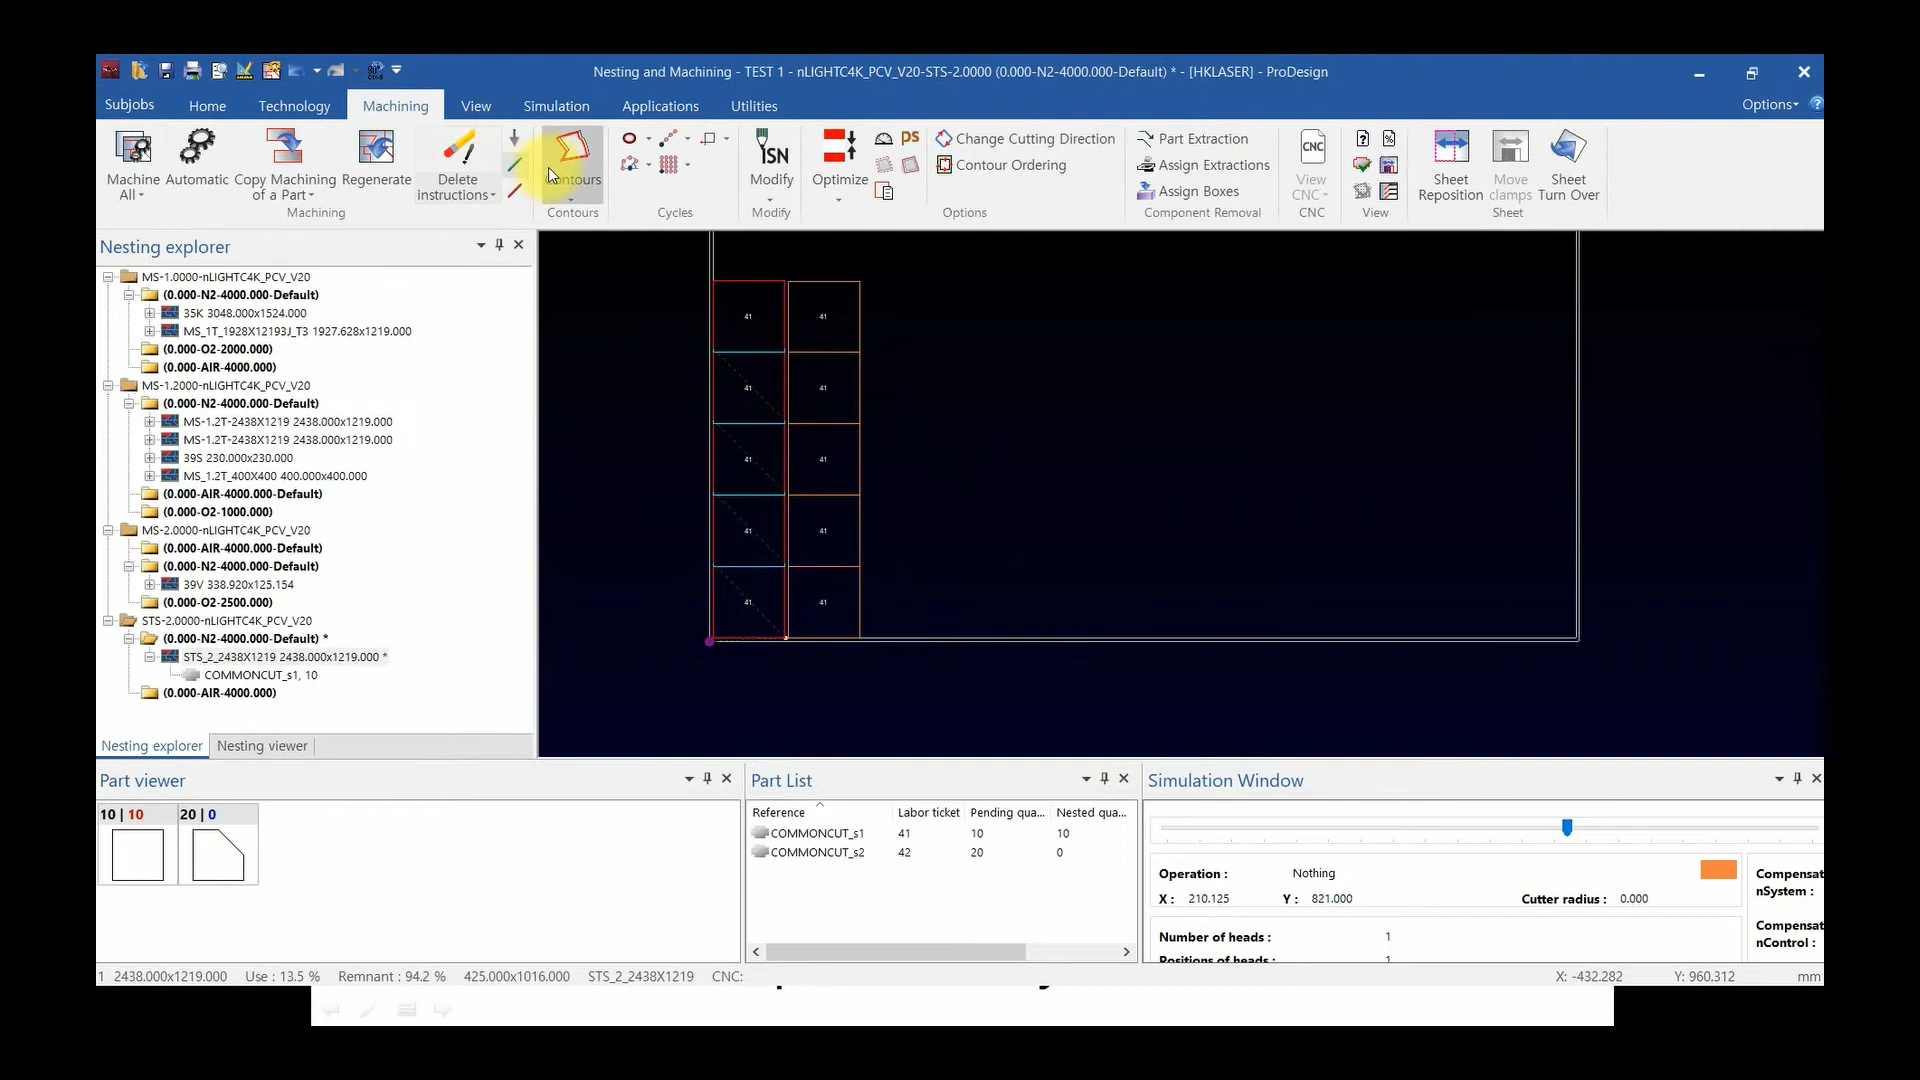 Nesting and Machining - TEST 1 - nLIGHTC4K_PCV_V20-STS-2.0000 (0.000-N2-4000.000-Default) * - [HKLASER] - ProDesign
Subjobs Home Technology Machining View Simulation Applications Utilities Options
Machine All
Automatic
Copy Machining of a Part
Regenerate
Delete instructions
Machining
Contours
Cycles
ISN
Modify
Modify
Optimize
PS
Change Cutting Direction
Contour Ordering
Options
Part Extraction
Assign Extractions
Assign Boxes
Component Removal
CNC
View CNC
CNC
View
Sheet Reposition
Move clamps
Sheet Turn Over
Sheet
Nesting explorer
MS-1.0000-nLIGHTC4K_PCV_V20
(0.000-N2-4000.000-Default)
35K 3048.000x1524.000
MS_1T_1928X12193J_T3 1927.628x1219.000
(0.000-O2-2000.000)
(0.000-AIR-4000.000)
MS-1.2000-nLIGHTC4K_PCV_V20
(0.000-N2-4000.000-Default)
MS-1.2T-2438X1219 2438.000x1219.000
MS-1.2T-2438X1219 2438.000x1219.000
39S 230.000x230.000
MS_1.2T_400X400 400.000x400.000
(0.000-AIR-4000.000-Default)
(0.000-O2-1000.000)
MS-2.0000-nLIGHTC4K_PCV_V20
(0.000-AIR-4000.000-Default)
(0.000-N2-4000.000-Default)
39V 338.920x125.154
(0.000-O2-2500.000)
STS-2.0000-nLIGHTC4K_PCV_V20
(0.000-N2-4000.000-Default) *
STS_2_2438X1219 2438.000x1219.000 *
COMMONCUT_s1, 10
(0.000-AIR-4000.000)
Nesting explorer Nesting viewer
41 41
41 41
41 41
41 41
41 41
Part viewer
10 | 10 20 | 0
Part List
Reference Labor ticket Pending qua... Nested qua...
COMMONCUT_s1 41 10 10
COMMONCUT_s2 42 20 0
Simulation Window
Operation : Nothing
X : 210.125 Y : 821.000 Cutter radius : 0.000
Number of heads : 1
Positions of heads : 1
Compensat
nSystem :
Compensat
nControl :
1 2438.000x1219.000 Use : 13.5 % Remnant : 94.2 % 425.000x1016.000 STS_2_2438X1219 CNC: X: -432.282 Y: 960.312 mm